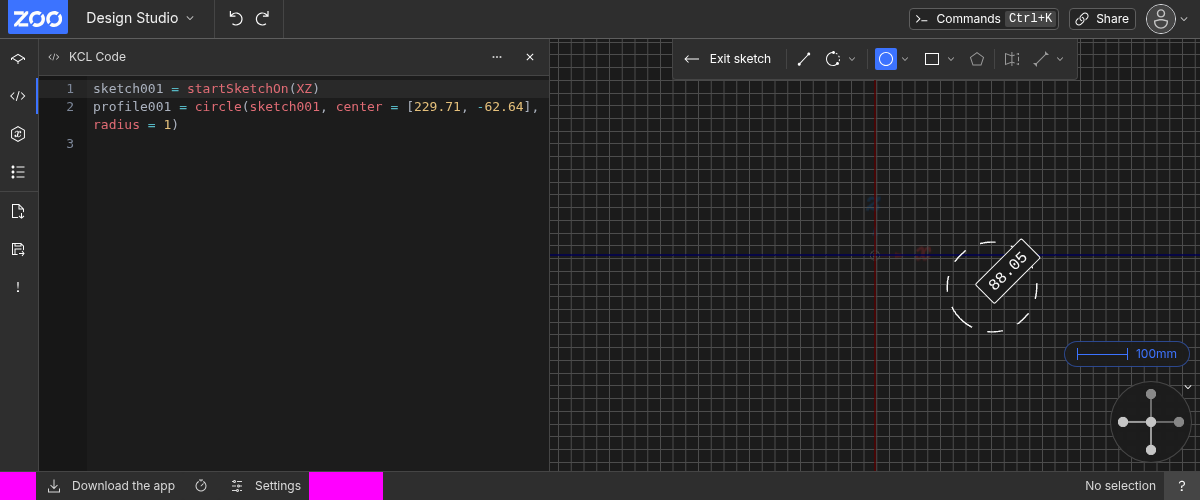 ZOO
Design Studio
Commands Ctrl+K
Share
KCL Code
Exit sketch
1 sketch001 = startSketchOn(XZ)
2 profile001 = circle(sketch001, center = [229.71, -62.64],
radius = 1)
3
88.05
100mm
Download the app
Settings
No selection
?